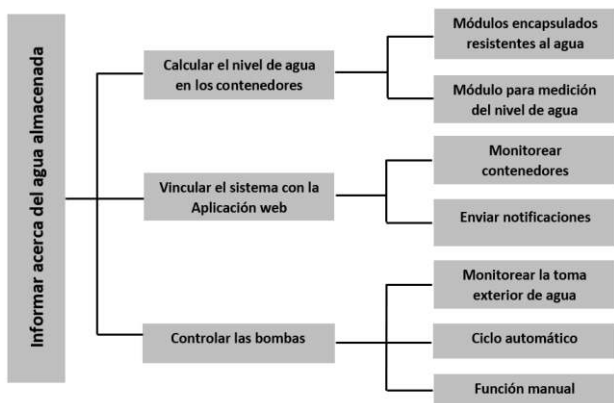 Informar acerca del agua almacenada
Calcular el nivel de agua
en los contenedores
Módulos encapsulados
resistentes al agua
Módulo para medición
del nivel de agua
Vincular el sistema con la
Aplicación web
Monitorear
contenedores
Enviar notificaciones
Controlar las bombas
Monitorear la toma
exterior de agua
Ciclo automático
Función manual